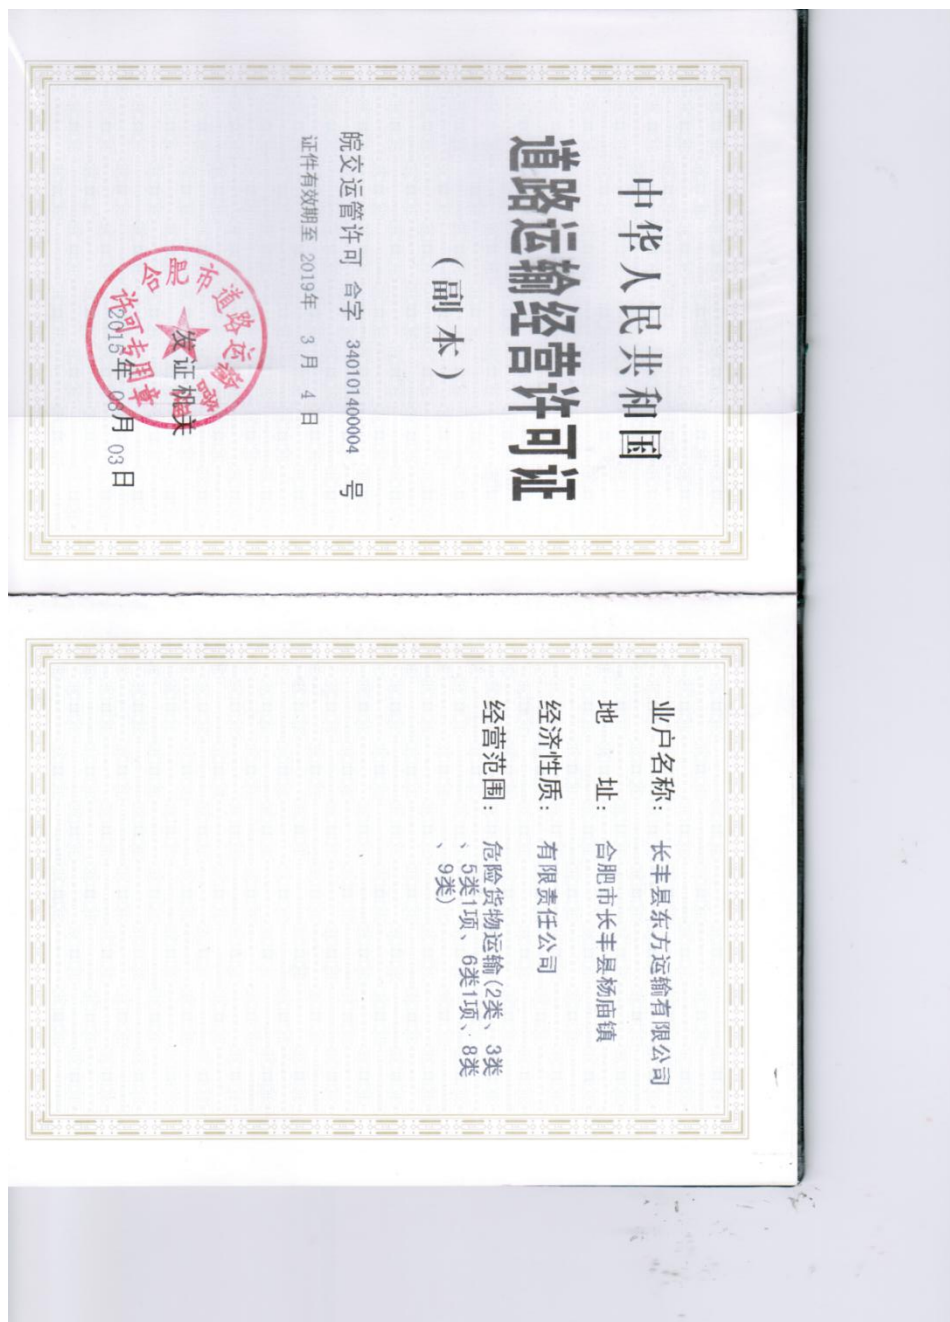 中华人民共和国
道路运输经营许可证
(副本)
皖交运管许可 合字 340101400004 号
证件有效期至 2019年 3 月 4 日
合肥市道路运输
许可专用章
发证机关
2015年 08月 03日
业户名称: 长丰县东方运输有限公司
地 址: 合肥市长丰县杨庙镇
经济性质: 有限责任公司
经营范围: 危险货物运输(2类、3类
、5类1项、6类1项、8类
、9类)